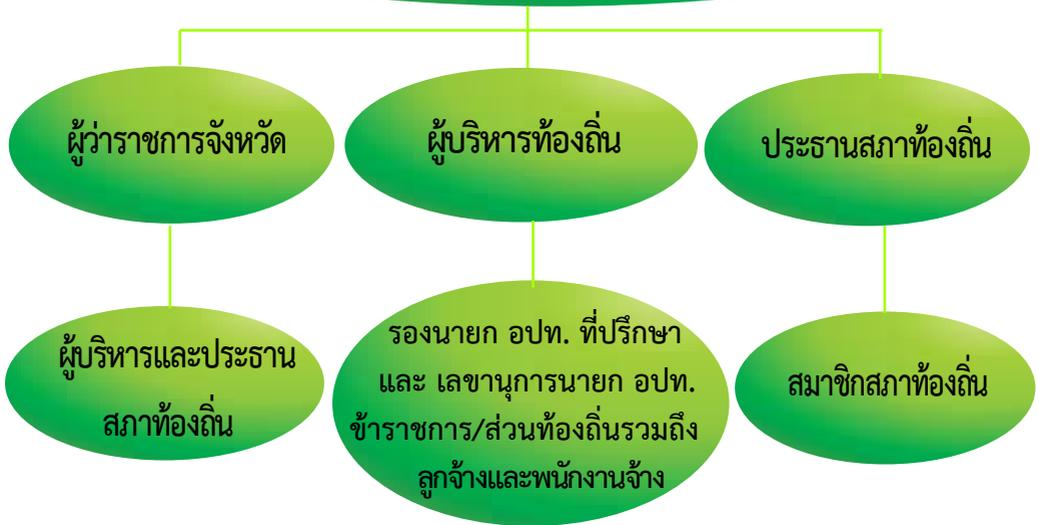 ผู้ว่าราชการจังหวัด
ผู้บริหารท้องถิ่น
ประธานสภาท้องถิ่น
ผู้บริหารและประธาน
สภาท้องถิ่น
รองนายก อปท. ที่ปรึกษา
และ เลขานุการนายก อปท.
ข้าราชการ/ส่วนท้องถิ่นรวมถึง
ลูกจ้างและพนักงานจ้าง
สมาชิกสภาท้องถิ่น